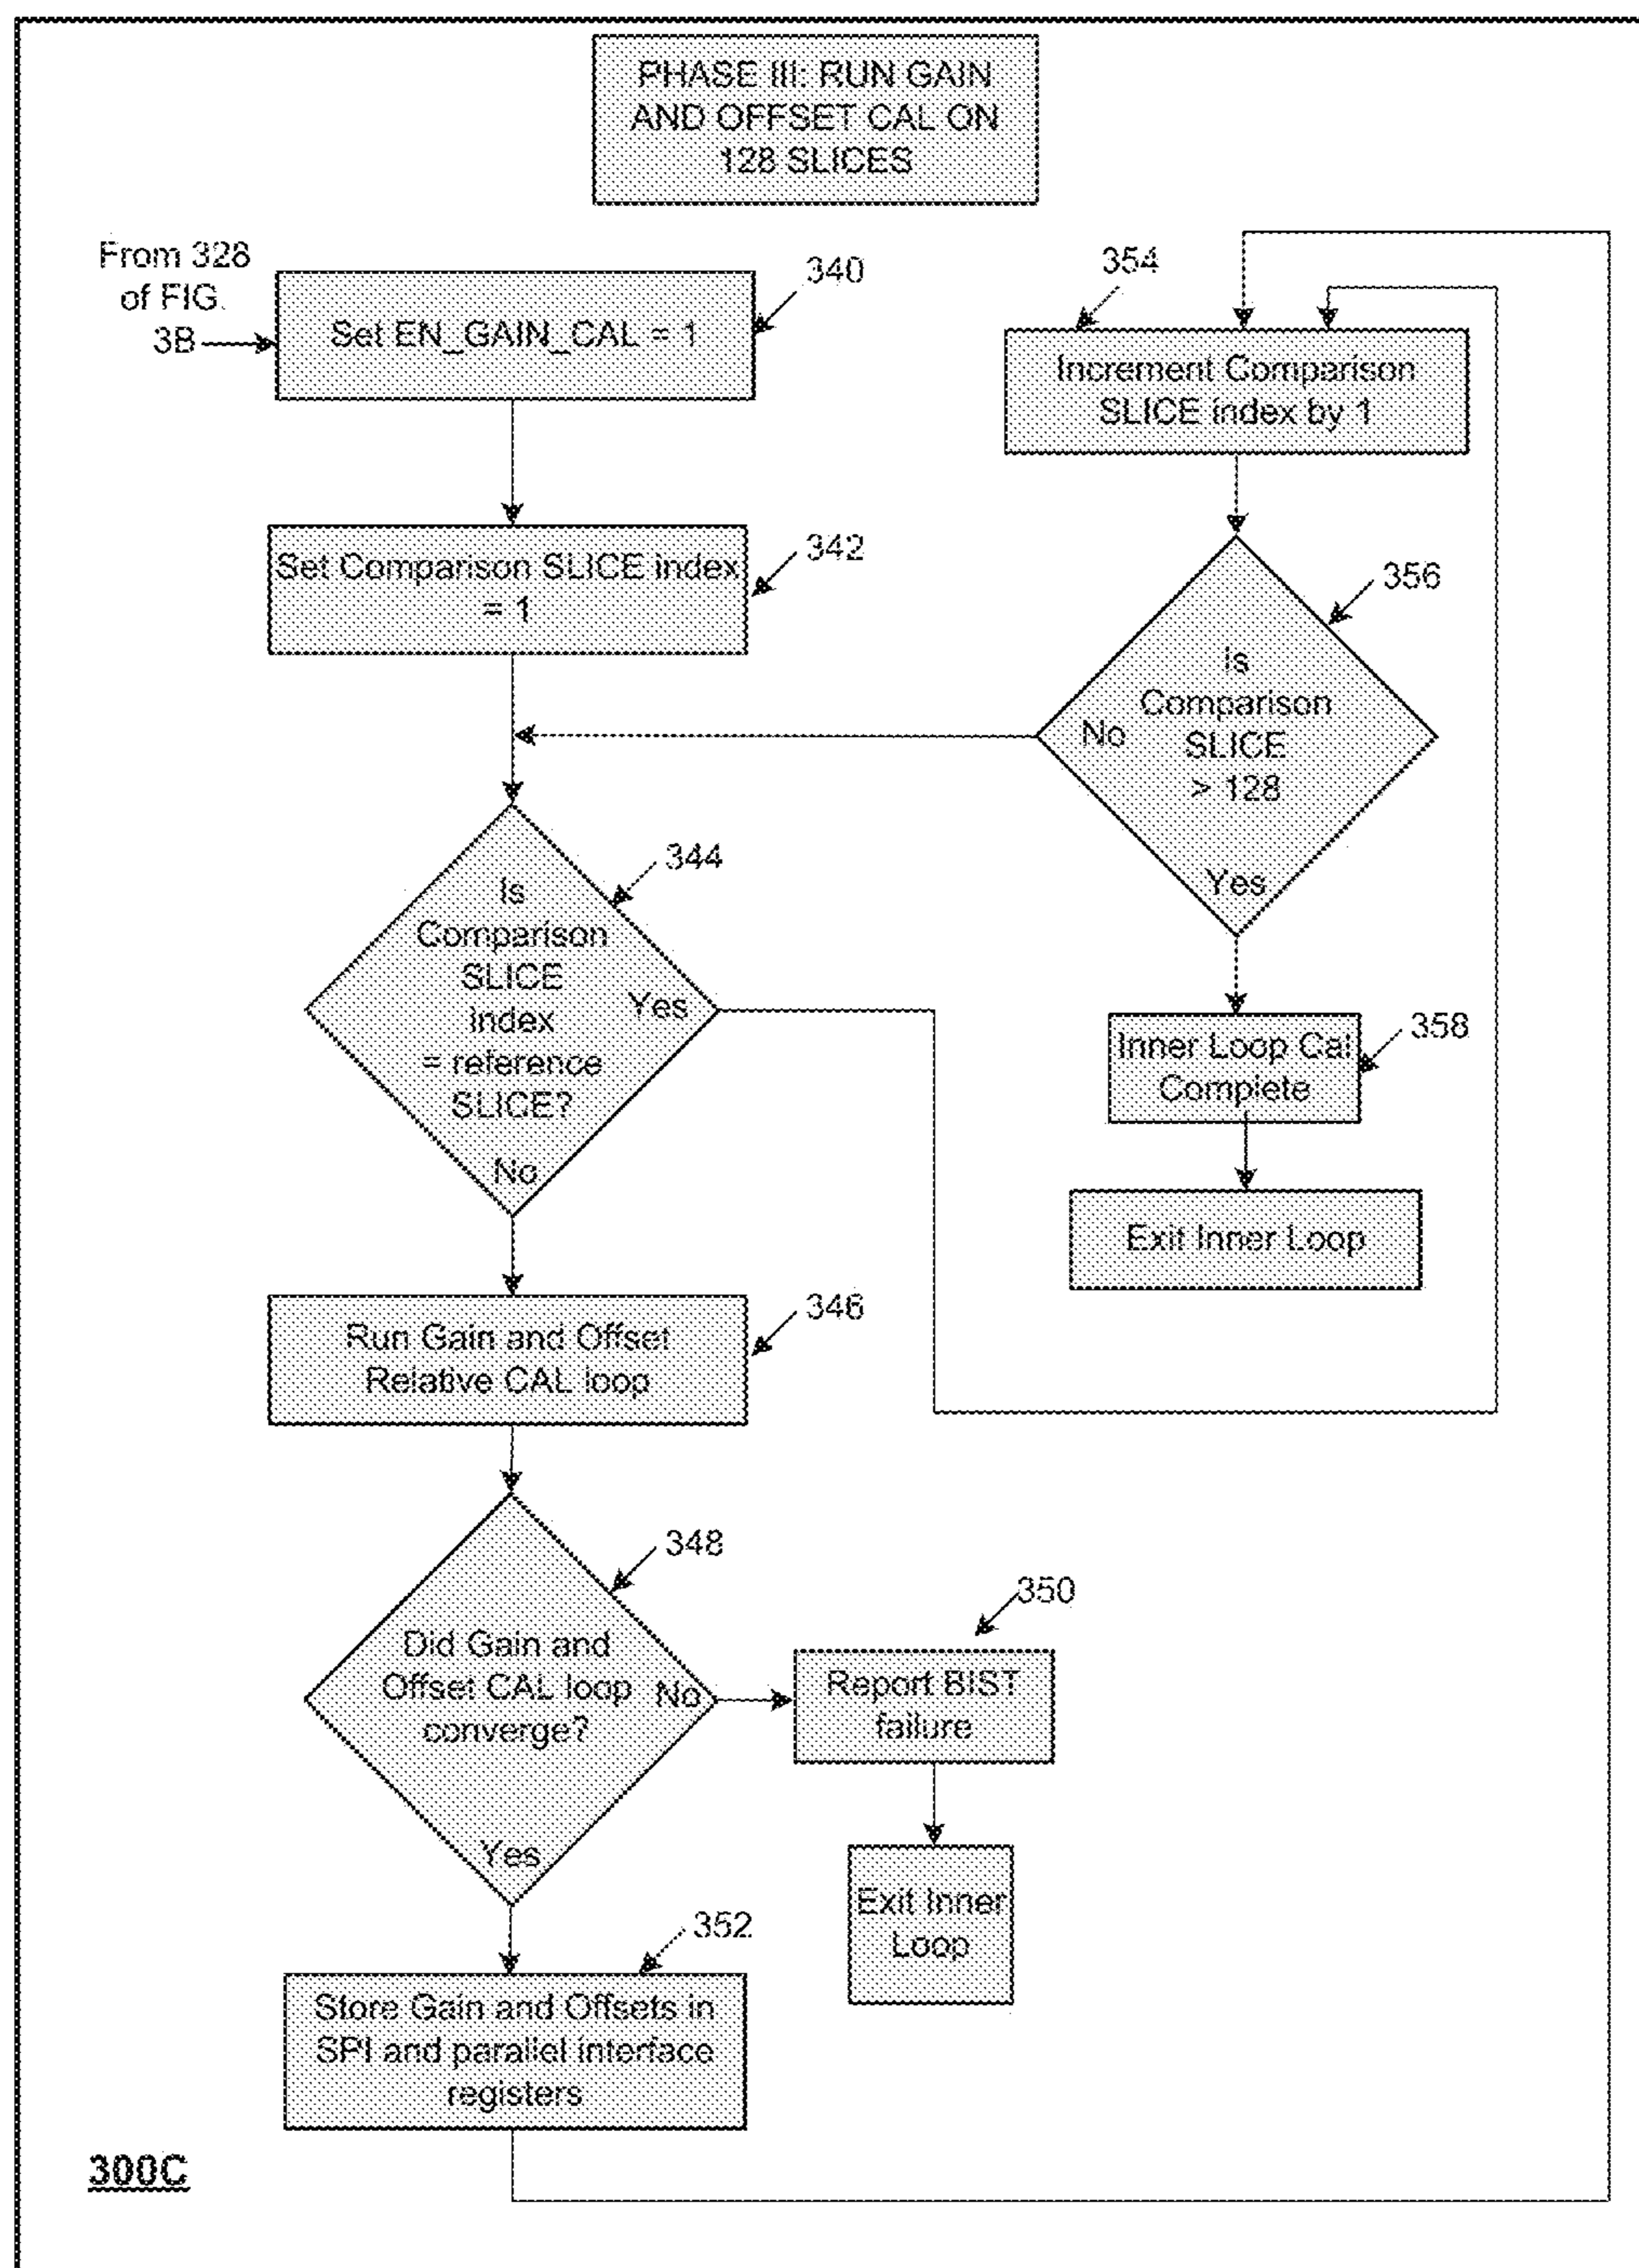 PHASE III: RUN GAIN
AND OFFSET CAL ON
128 SLICES
From 328
of FIG.
3B
Set EN_GAIN_CAL = 1
340
Set Comparison SLICE index
= 1
342
Is
Comparison
SLICE
index
= reference
SLICE?
Yes
No
344
Run Gain and Offset
Relative CAL loop
346
Did Gain and
Offset CAL loop
converge?
No
Yes
348
Report BIST
failure
350
Exit Inner
Loop
Store Gain and Offsets in
SPI and parallel interface
registers
352
354
Increment Comparison
SLICE index by 1
356
Is
Comparison
SLICE
> 128
No
Yes
Inner Loop Cal
Complete
358
Exit Inner Loop
300C